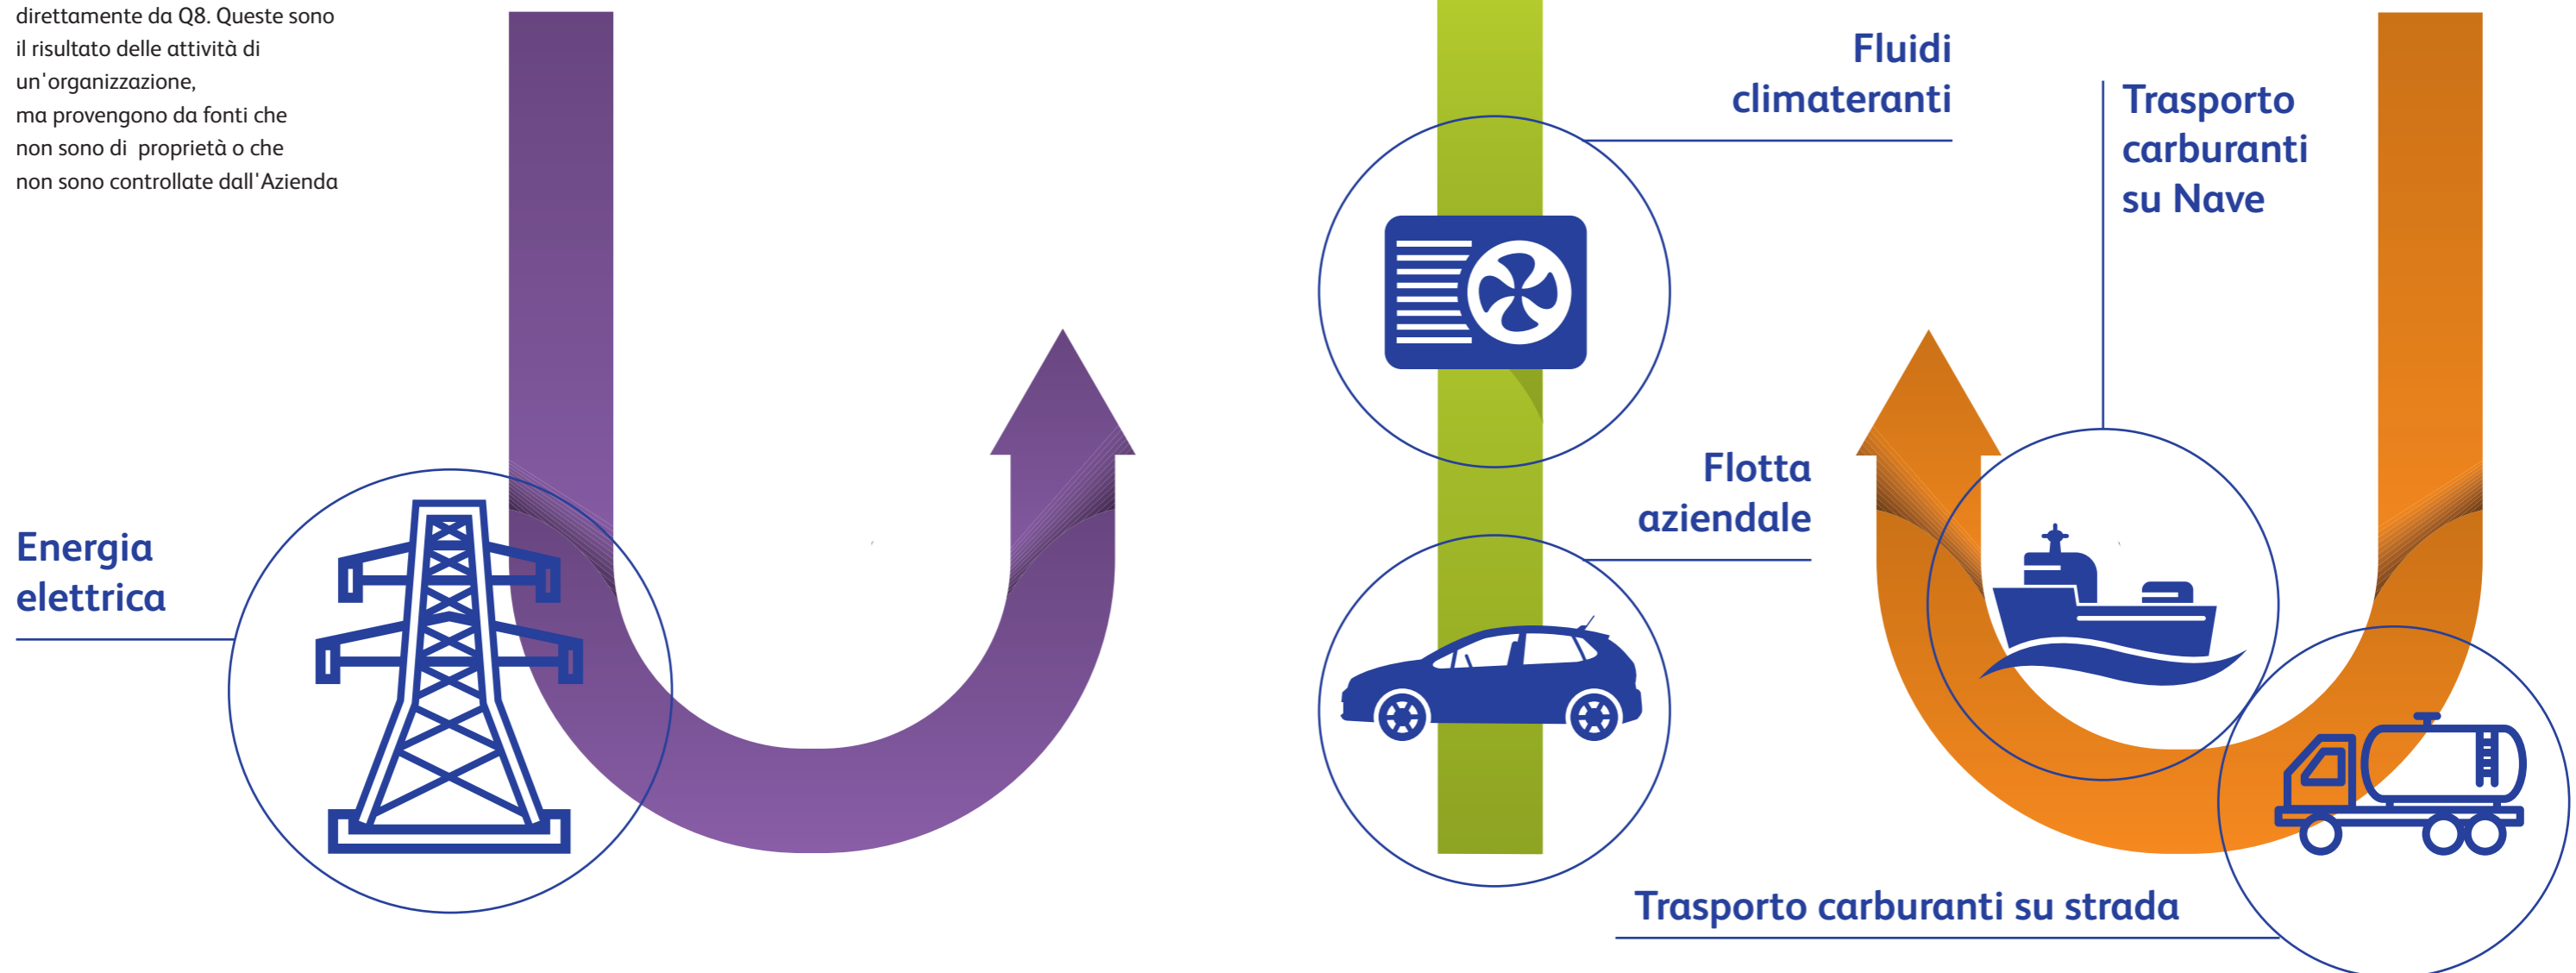 direttamente da Q8. Queste sono
il risultato delle attività di
un'organizzazione,
ma provengono da fonti che
non sono di proprietà o che
non sono controllate dall'Azienda
Energia
elettrica
Fluidi
climateranti
Flotta
aziendale
Trasporto
carburanti
su Nave
Trasporto carburanti su strada